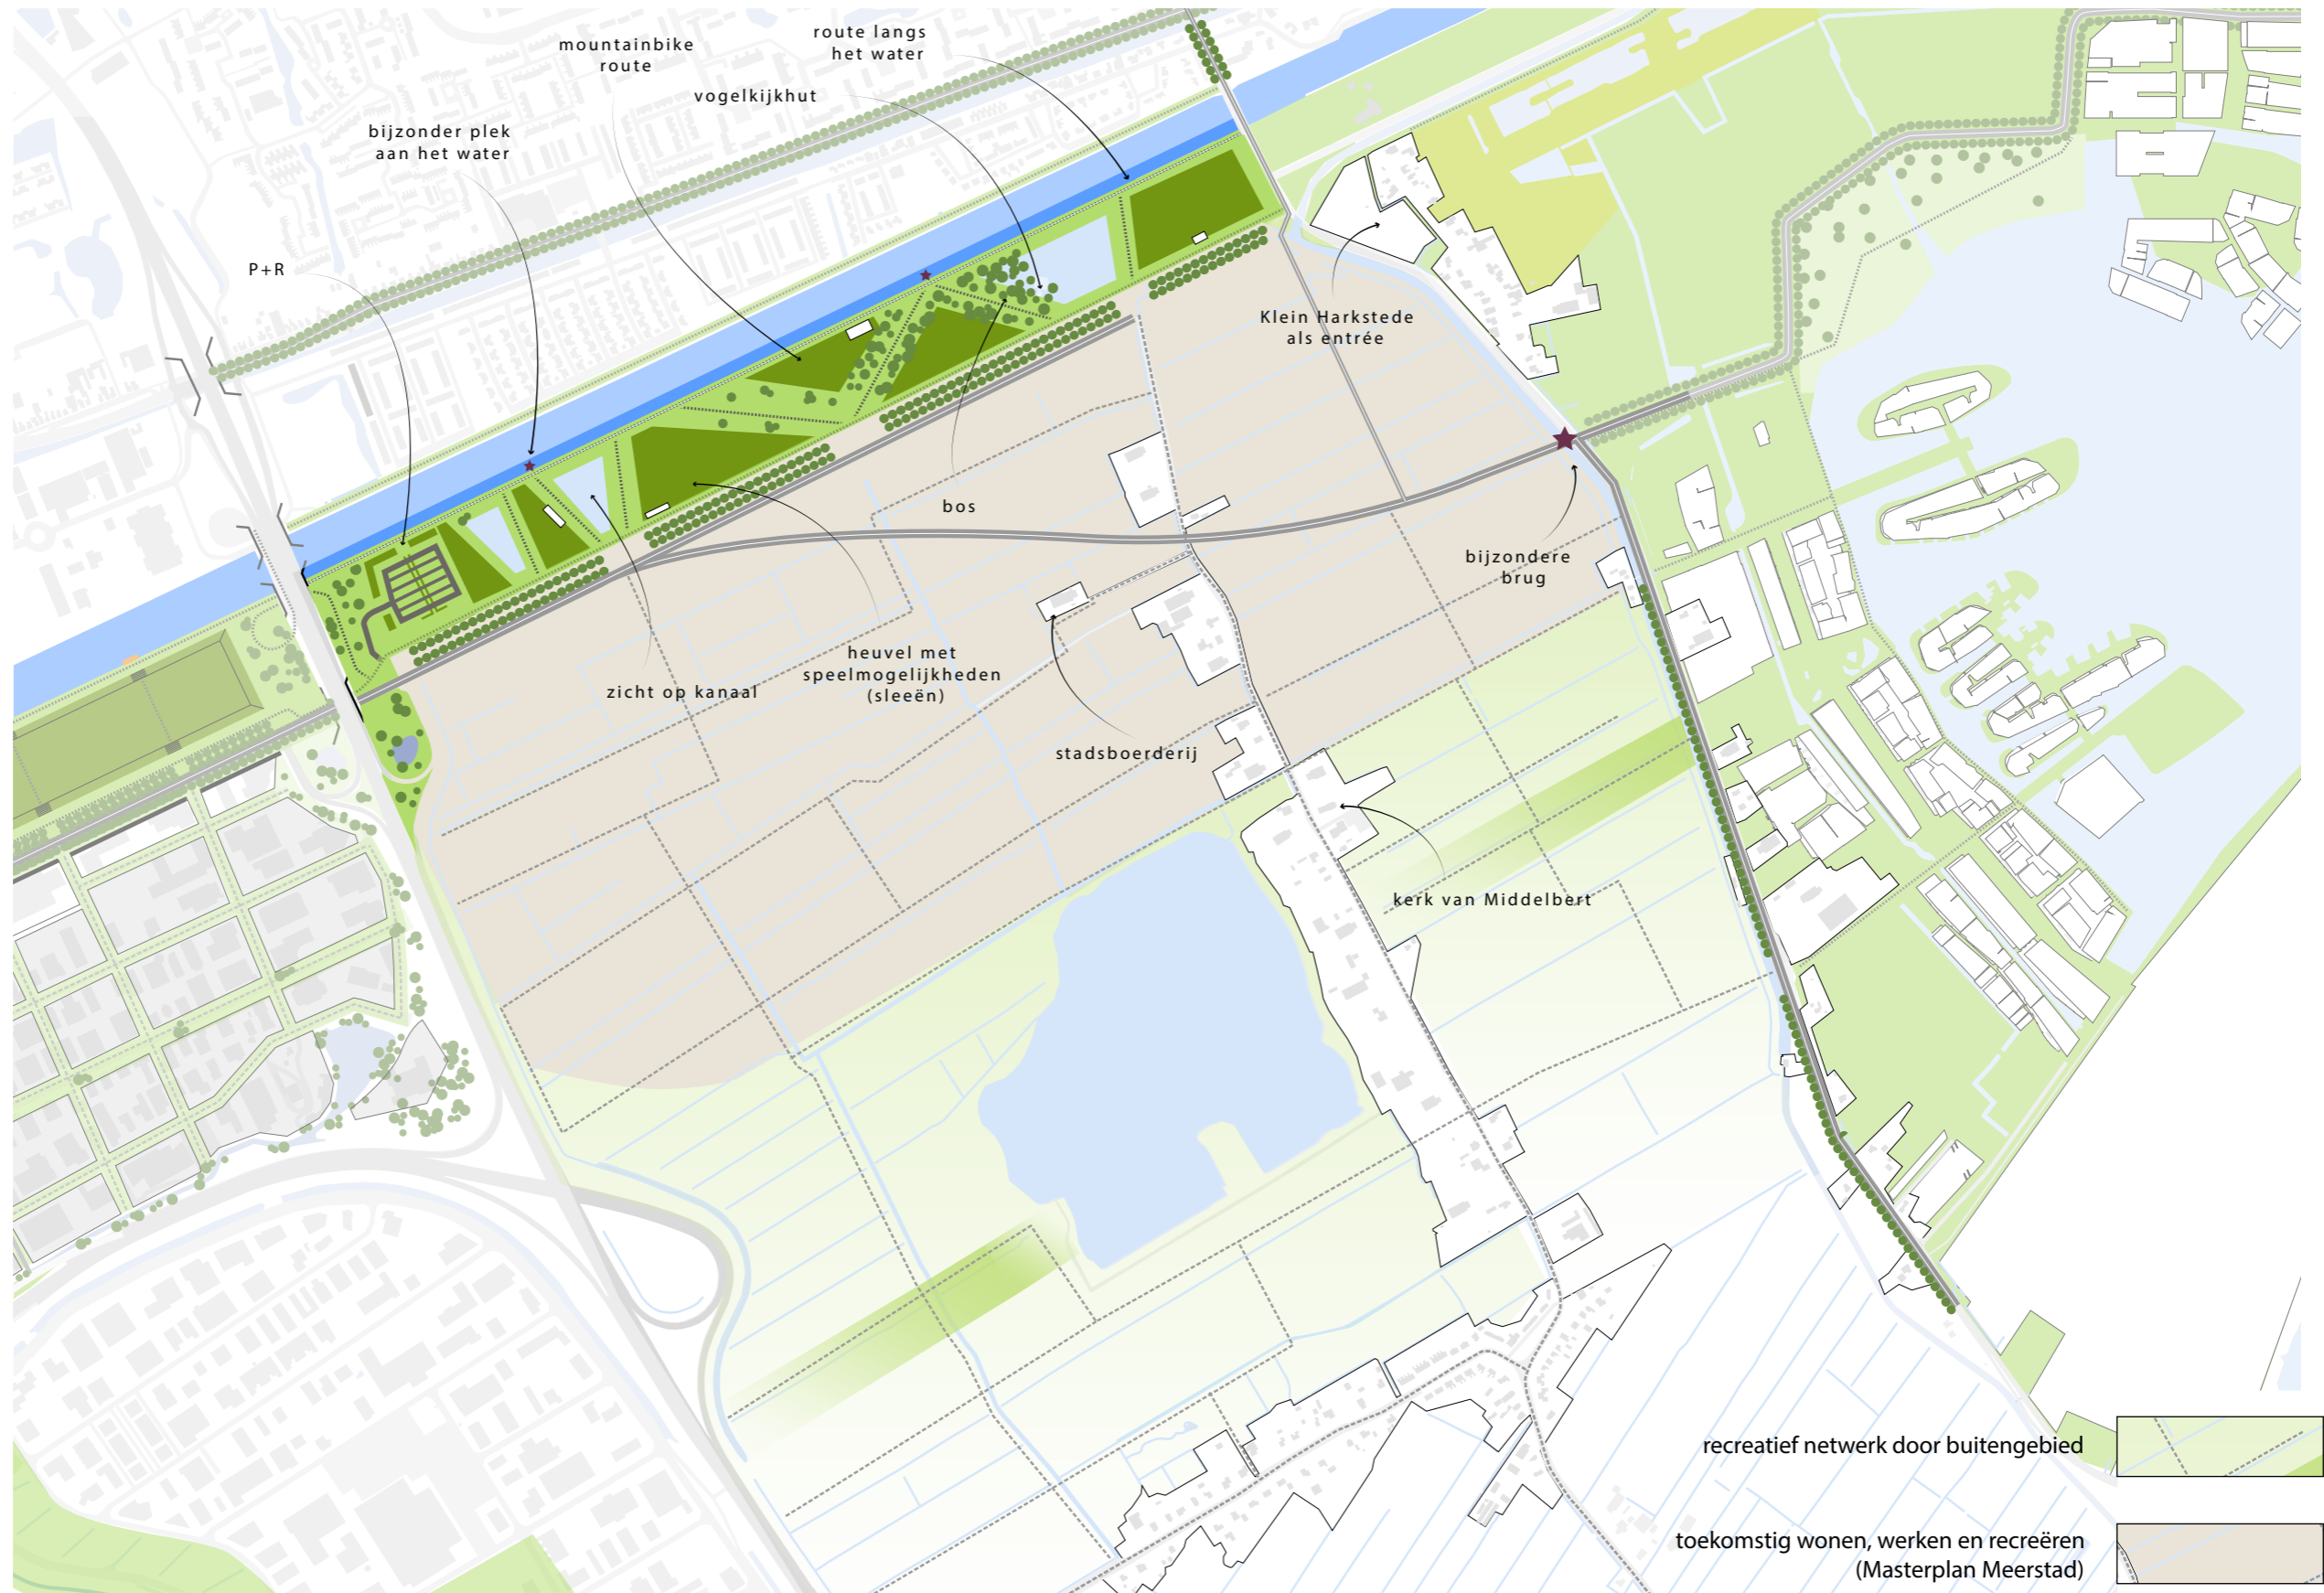 mountainbike
route
route langs
het water
vogelkijkhut
bijzonder plek
aan het water
P+R
Klein Harkstede
als entrée
bos
bijzondere
brug
heuvel met
speelmogelijkheden
(sleeën)
zicht op kanaal
stadsboerderij
kerk van Middelbert
recreatief netwerk door buitengebied
toekomstig wonen, werken en recreëren
(Masterplan Meerstad)